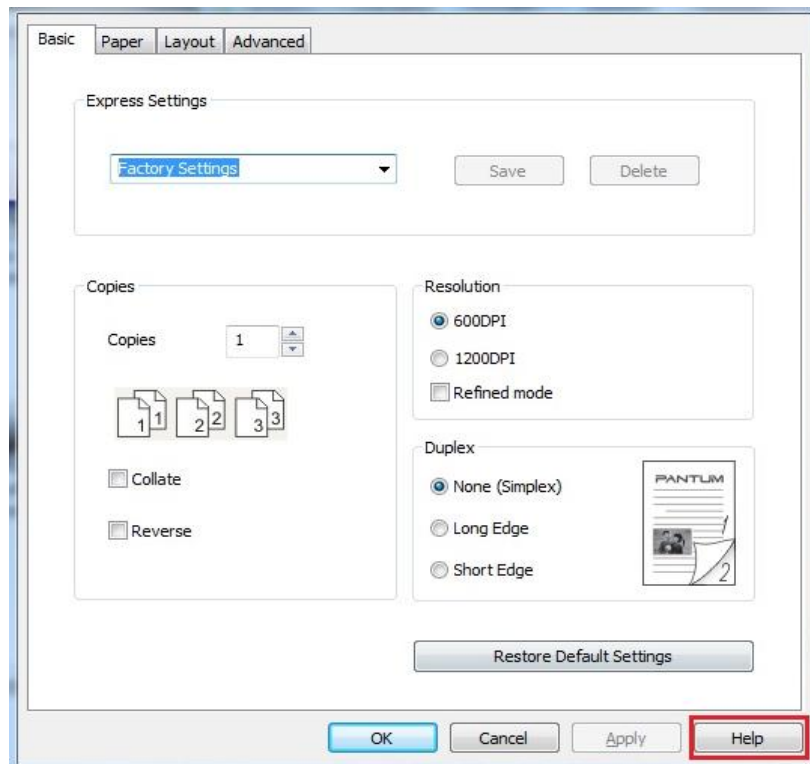 Basic Paper Layout Advanced
Express Settings
Factory Settings Save Delete
Copies
Copies 1
1 1 2 2 3 3
Collate
Reverse
Resolution
600DPI
1200DPI
Refined mode
Duplex
None (Simplex)
Long Edge
Short Edge
PANTUM
1
2
Restore Default Settings
OK Cancel Apply Help